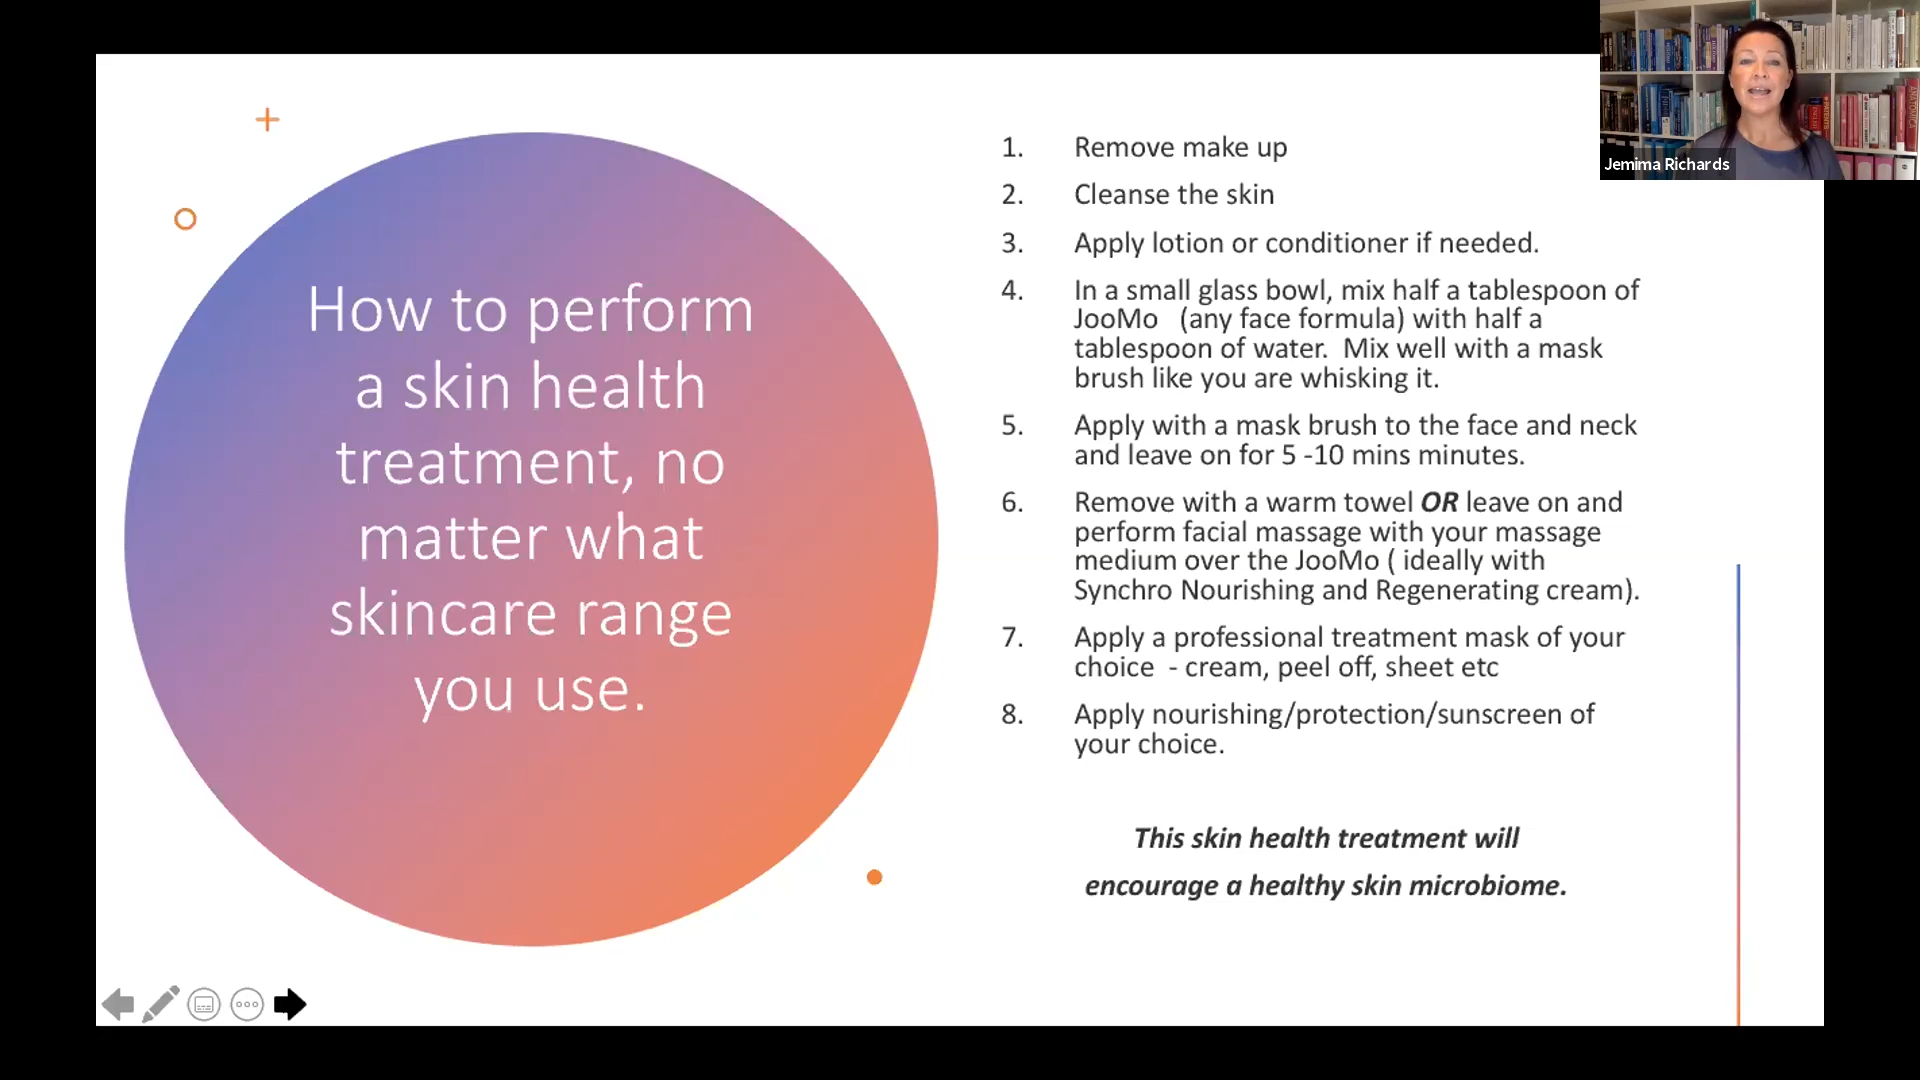 How to perform
a skin health
treatment, no
matter what
skincare range
you use.
1. Remove make up
2. Cleanse the skin
3. Apply lotion or conditioner if needed.
4. In a small glass bowl, mix half a tablespoon of
JooMo (any face formula) with half a
tablespoon of water. Mix well with a mask
brush like you are whisking it.
5. Apply with a mask brush to the face and neck
and leave on for 5 -10 mins minutes.
6. Remove with a warm towel OR leave on and
perform facial massage with your massage
medium over the JooMo ( ideally with
Synchro Nourishing and Regenerating cream).
7. Apply a professional treatment mask of your
choice - cream, peel off, sheet etc
8. Apply nourishing/protection/sunscreen of
your choice.
This skin health treatment will
encourage a healthy skin microbiome.
Jemima Richards